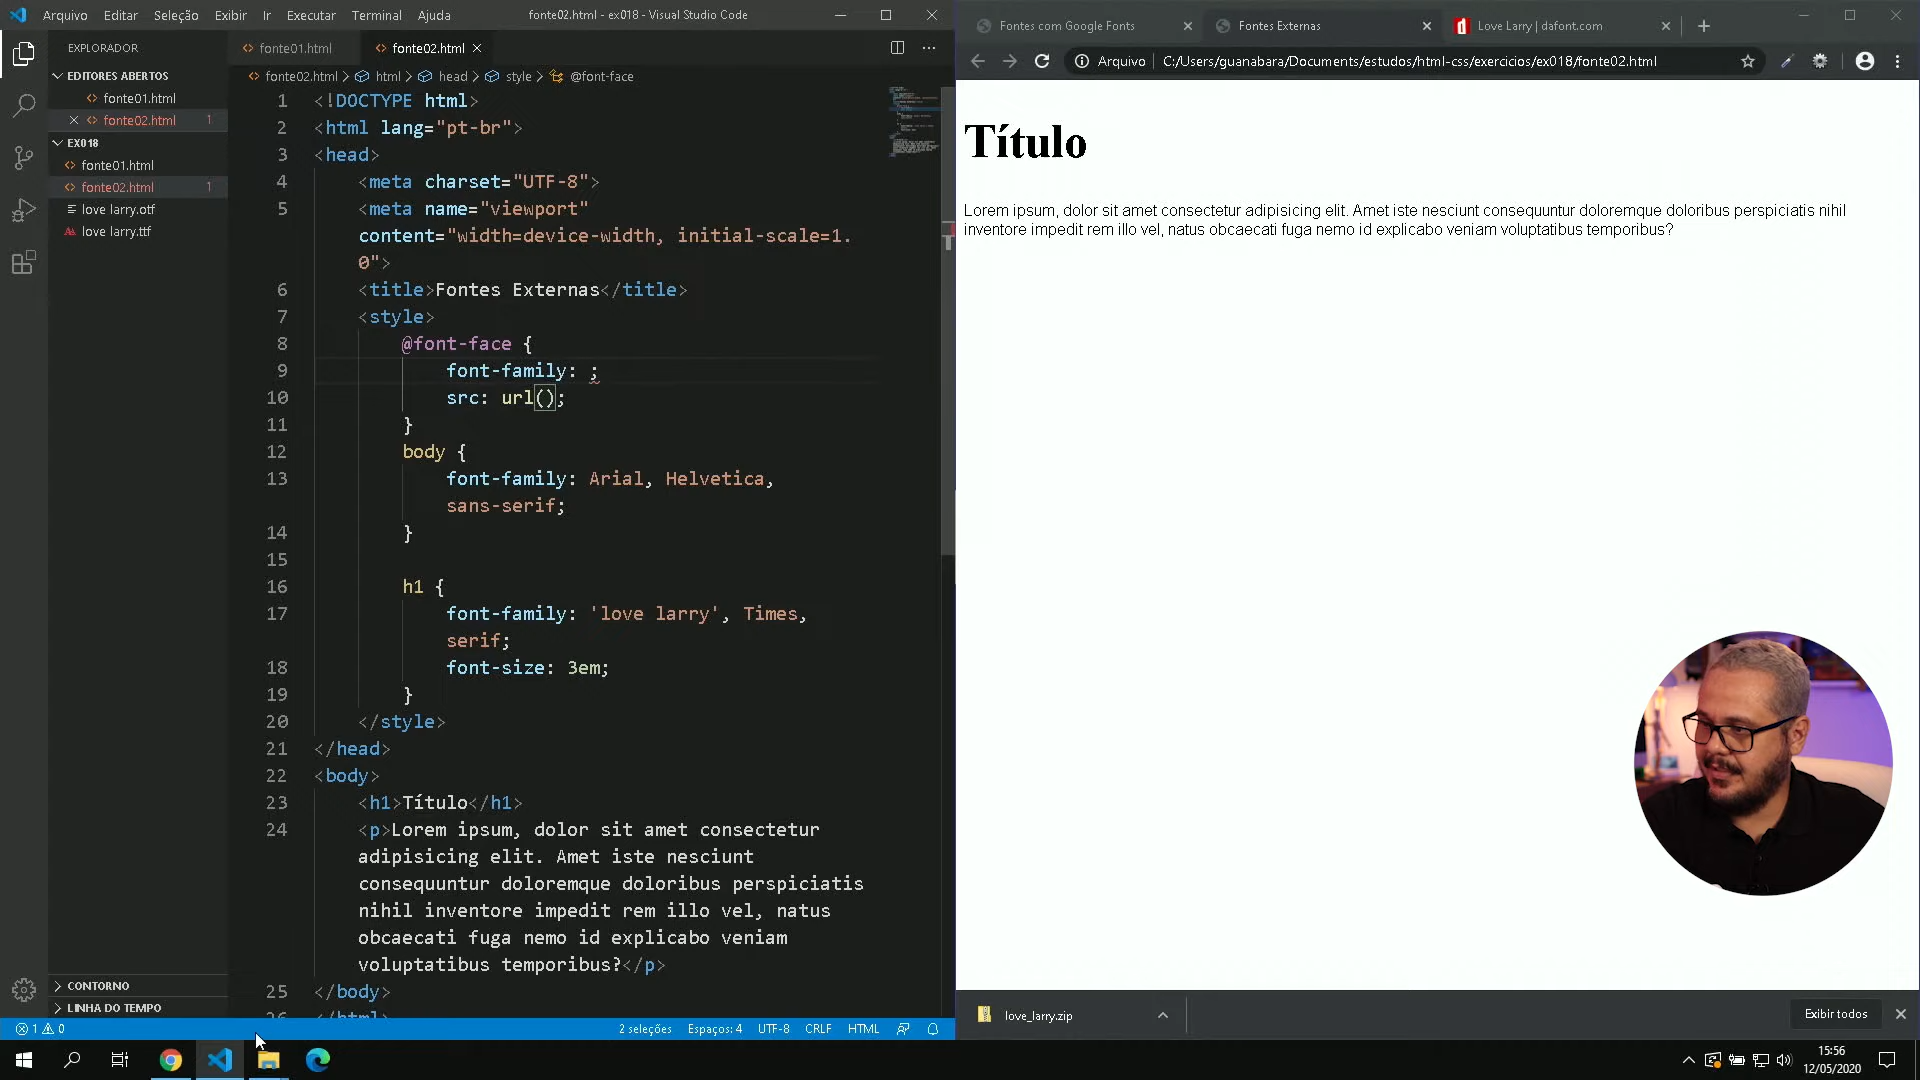 Arquivo Editar Seleção Exibir Ir Executar Terminal Ajuda fonte02.html - ex018 - Visual Studio Code
EXPLORADOR
EDITORES ABERTOS
fonte01.html
fonte02.html 1
EX018
fonte01.html
fonte02.html 1
love larry.otf
love larry.ttf
CONTORNO
LINHA DO TEMPO
fonte01.html fonte02.html
fonte02.html > html > head > style > @font-face
1 <!DOCTYPE html>
2 <html lang="pt-br">
3 <head>
4 <meta charset="UTF-8">
5 <meta name="viewport"
content="width=device-width, initial-scale=1.
0">
6 <title>Fontes Externas</title>
7 <style>
8 @font-face {
9 font-family: ;
10 src: url();
11 }
12 body {
13 font-family: Arial, Helvetica,
sans-serif;
14 }
15
16 h1 {
17 font-family: 'love larry', Times,
serif;
18 font-size: 3em;
19 }
20 </style>
21 </head>
22 <body>
23 <h1>Título</h1>
24 <p>Lorem ipsum, dolor sit amet consectetur
adipisicing elit. Amet iste nesciunt
consequuntur doloremque doloribus perspiciatis
nihil inventore impedit rem illo vel, natus
obcaecati fuga nemo id explicabo veniam
voluptatibus temporibus?</p>
25 </body>
26 </html>
1 0 2 seleções Espaços: 4 UTF-8 CRLF HTML
Fontes com Google Fonts Fontes Externas Love Larry | dafont.com
Arquivo C:/Users/guanabara/Documents/estudos/html-css/exercicios/ex018/fonte02.html
Título
Lorem ipsum, dolor sit amet consectetur adipisicing elit. Amet iste nesciunt consequuntur doloremque doloribus perspiciatis nihil
inventore impedit rem illo vel, natus obcaecati fuga nemo id explicabo veniam voluptatibus temporibus?
love_larry.zip Exibir todos
15:56
12/05/2020